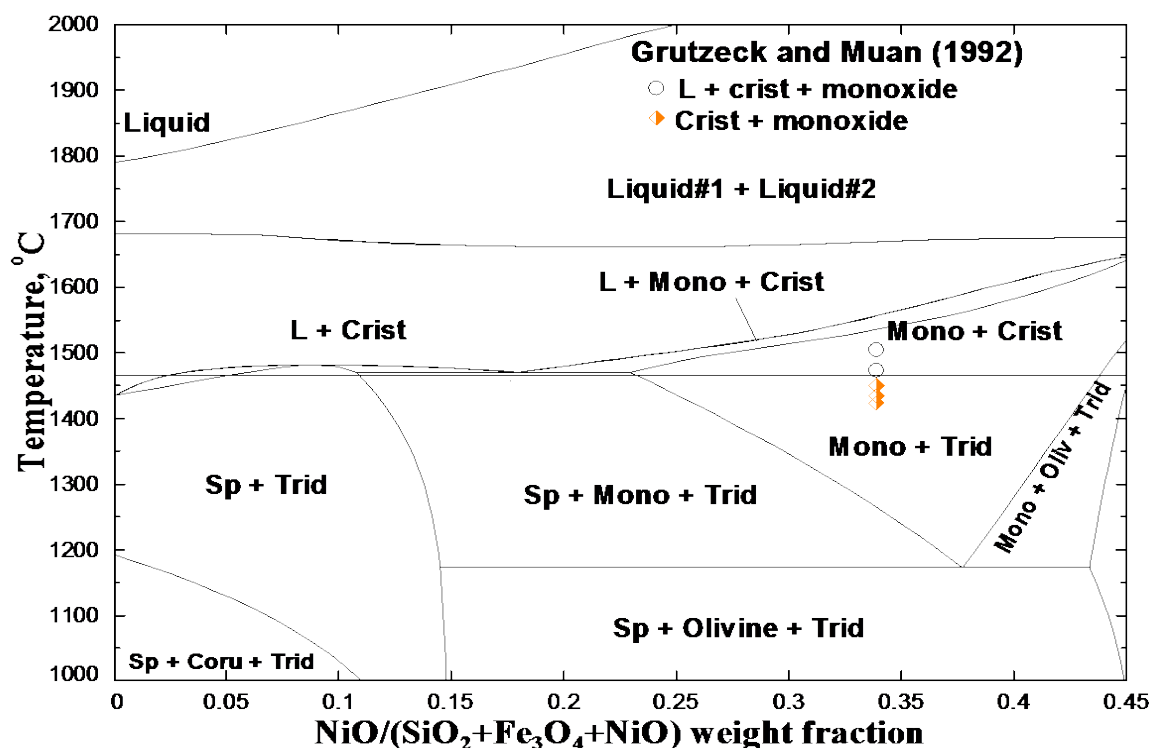 2000
1900
1800
1700
1600
1500
1400
1300
1200
1100
1000
Temperature, °C
Grutzeck and Muan (1992)
L + crist + monoxide
Crist + monoxide
Liquid
Liquid#1 + Liquid#2
L + Mono + Crist
L + Crist
Mono + Crist
Mono + Trid
Mono + Oliv + Trid
Sp + Trid
Sp + Mono + Trid
Sp + Olivine + Trid
Sp + Coru + Trid
0 0.05 0.1 0.15 0.2 0.25 0.3 0.35 0.4 0.45
NiO/(SiO₂+Fe₃O₄+NiO) weight fraction